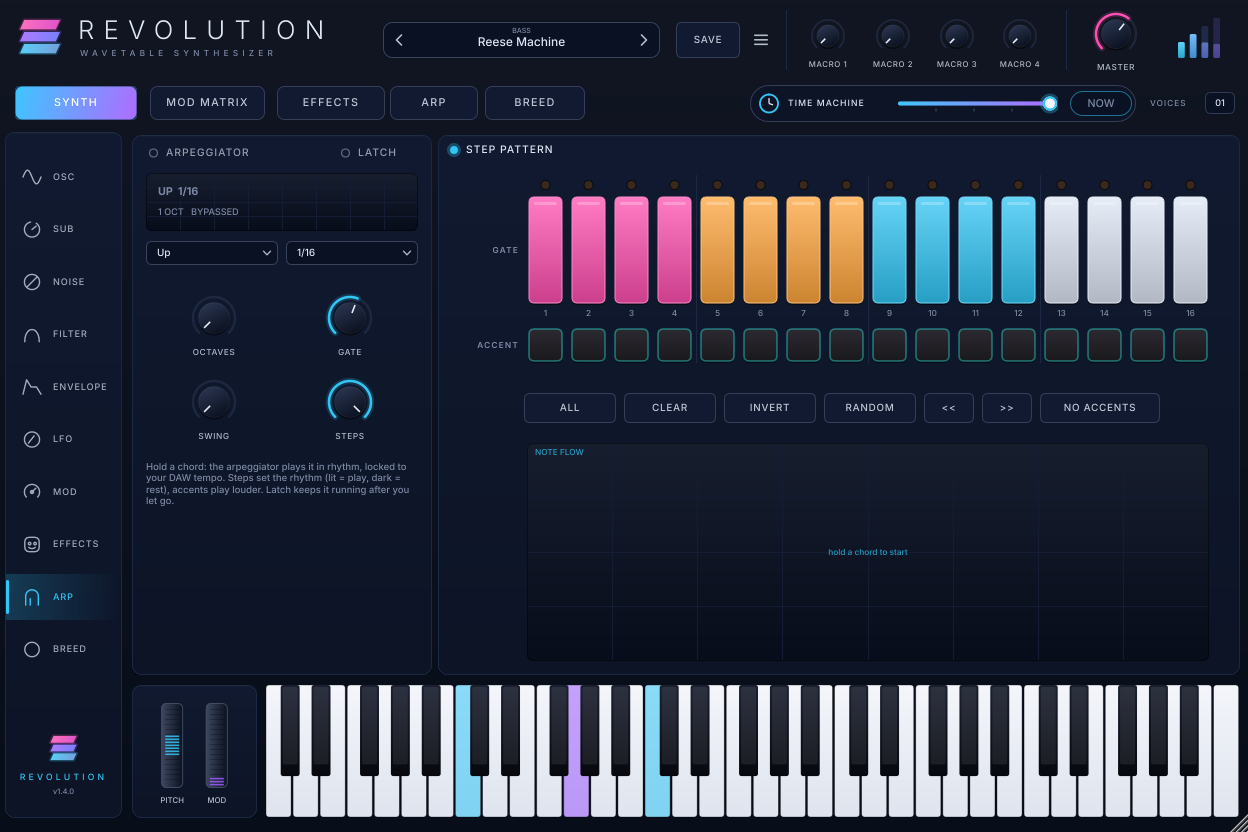 REVOLUTION
WAVETABLE SYNTHESIZER
BASS
Reese Machine
SAVE
MACRO 1
MACRO 2
MACRO 3
MACRO 4
MASTER
SYNTH
MOD MATRIX
EFFECTS
ARP
BREED
TIME MACHINE
NOW
VOICES
01
OSC
SUB
NOISE
FILTER
ENVELOPE
LFO
MOD
EFFECTS
ARP
BREED
REVOLUTION
v1.4.0
ARPEGGIATOR
LATCH
UP 1/16
1 OCT BYPASSED
Up
1/16
OCTAVES
GATE
SWING
STEPS
Hold a chord: the arpeggiator plays it in rhythm, locked to
your DAW tempo. Steps set the rhythm (lit = play, dark =
rest), accents play louder. Latch keeps it running after you
let go.
STEP PATTERN
GATE
1 2 3 4 5 6 7 8 9 10 11 12 13 14 15 16
ACCENT
ALL
CLEAR
INVERT
RANDOM
<<
>>
NO ACCENTS
NOTE FLOW
hold a chord to start
PITCH
MOD